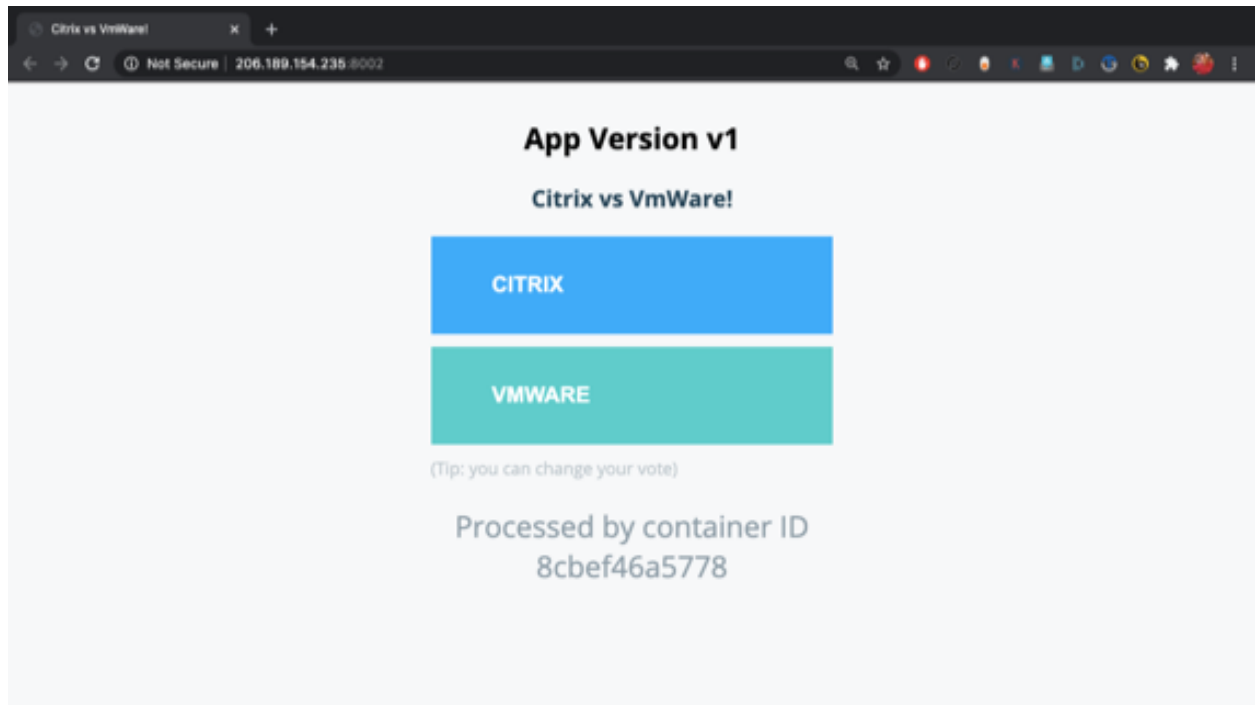 Citrix vs VmWare!
Not Secure 206.189.154.235:8002
App Version v1
Citrix vs VmWare!
CITRIX
VMWARE
(Tip: you can change your vote)
Processed by container ID
8cbef46a5778